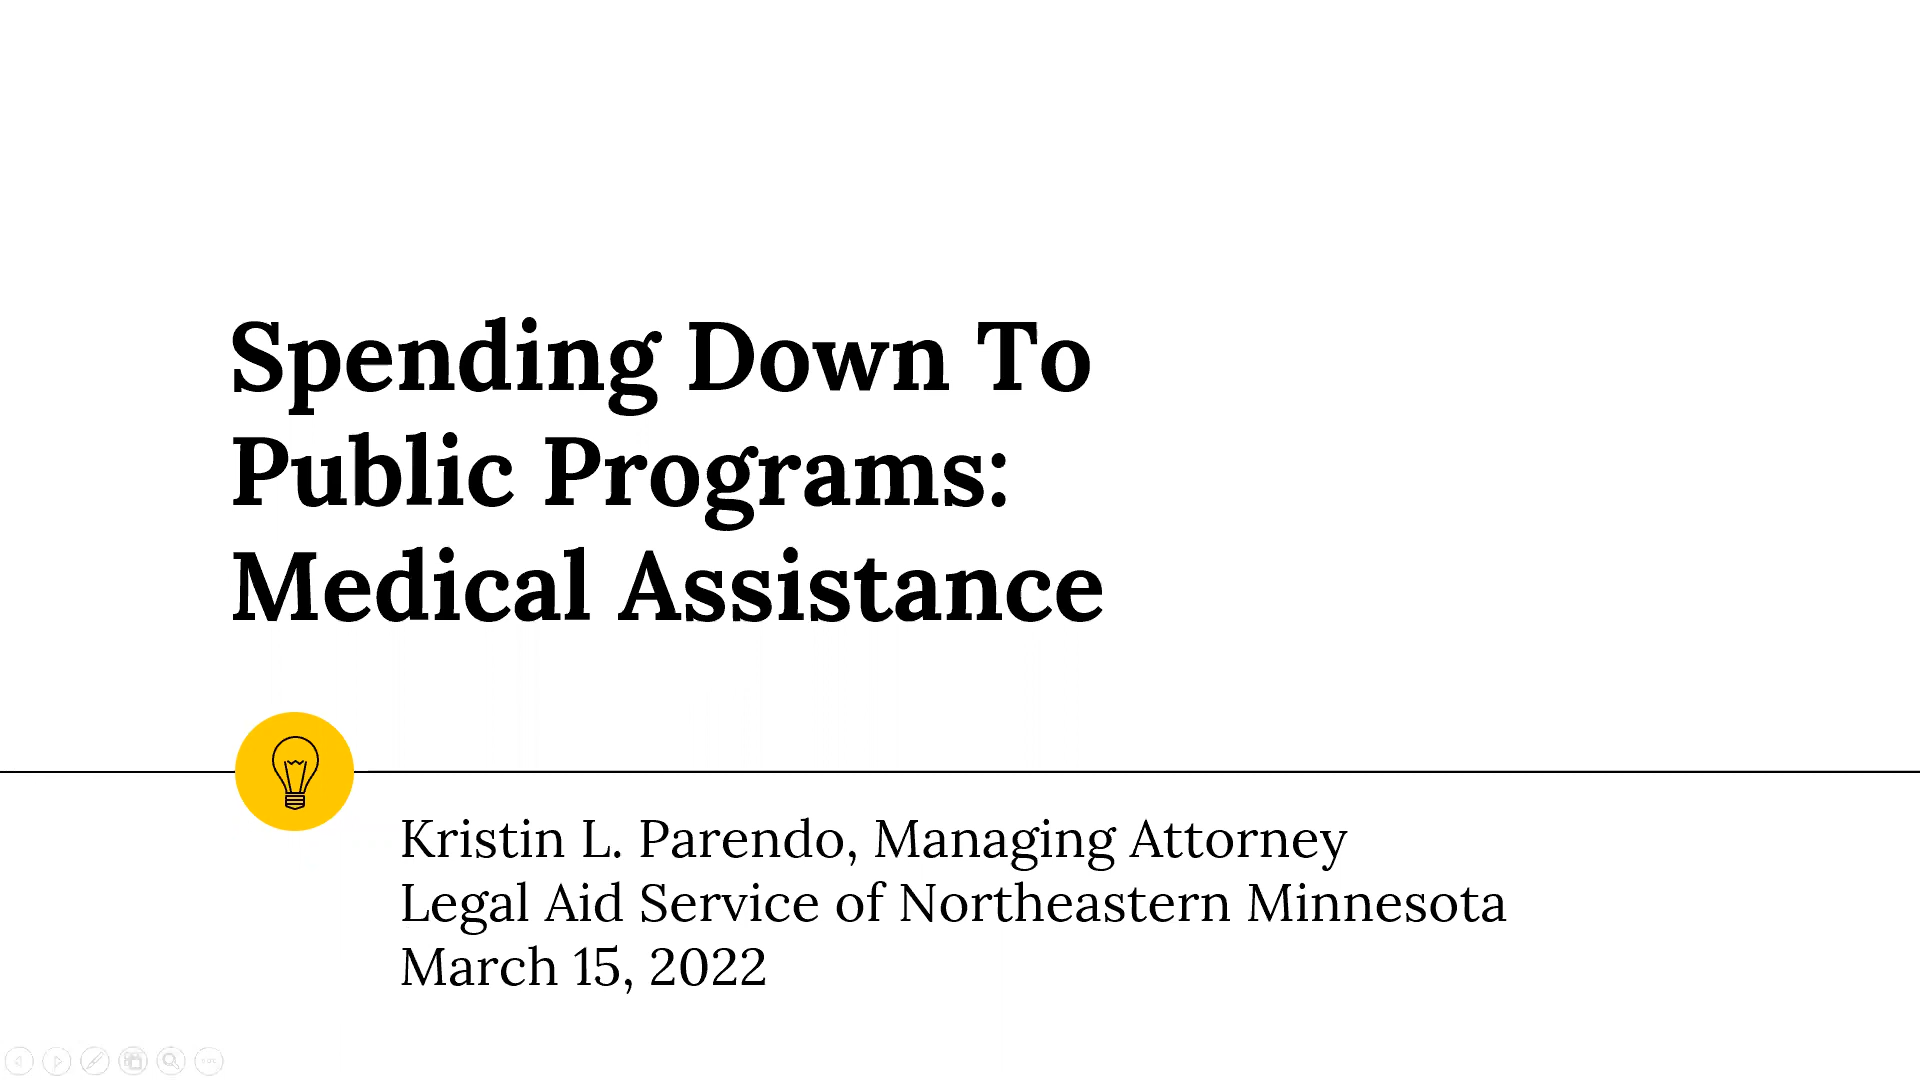 Spending Down To
Public Programs:
Medical Assistance
Kristin L. Parendo, Managing Attorney
Legal Aid Service of Northeastern Minnesota
March 15, 2022